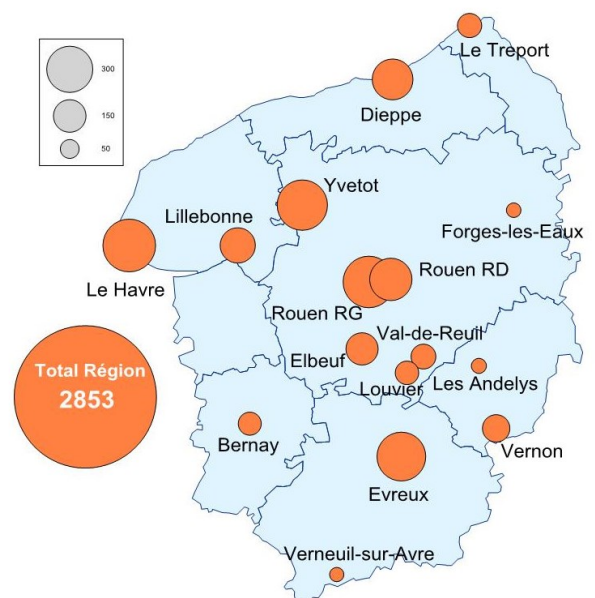 Le Treport
300
150
50
Dieppe
Yvetot
Lillebonne
Forges-les-Eaux
Le Havre
Rouen RD
Rouen RG
Val-de-Reuil
Elbeuf
Total Région
2853
Louvier
Les Andelys
Bernay
Vernon
Evreux
Verneuil-sur-Avre